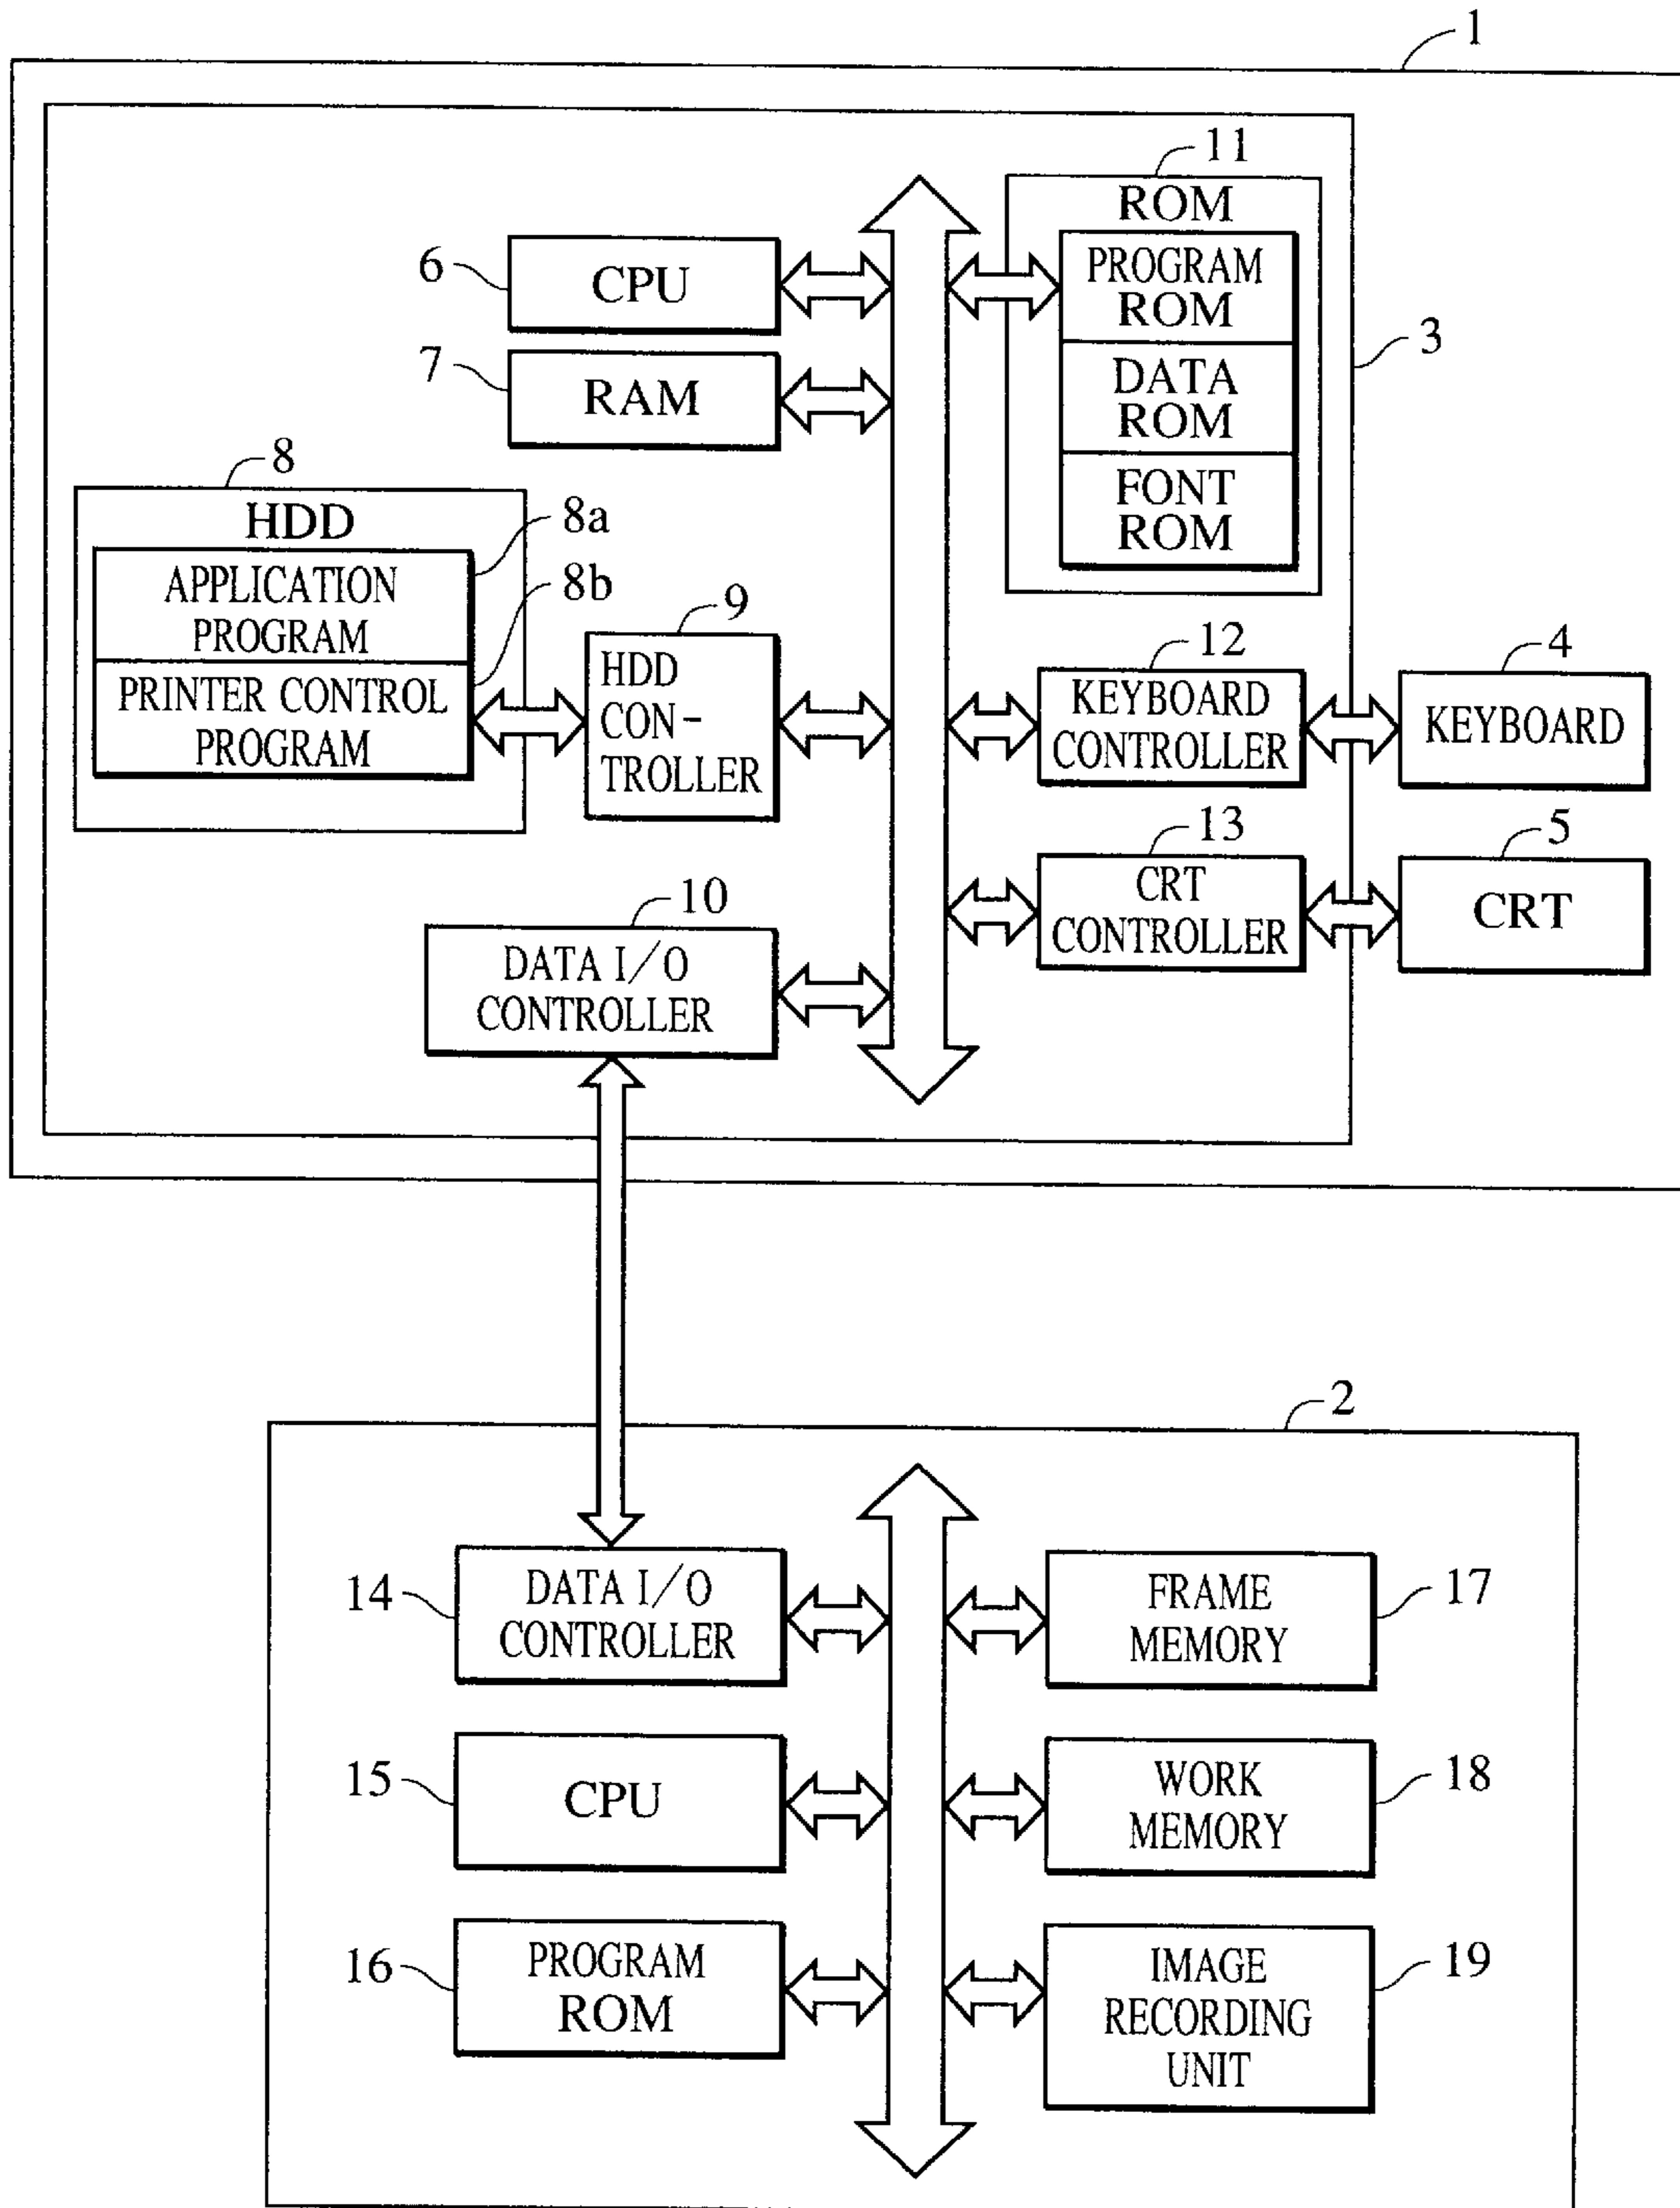 1
11
ROM
6
CPU
PROGRAM
ROM
3
7
RAM
DATA
ROM
8
HDD
8a
FONT
ROM
APPLICATION
PROGRAM
8b
9
12
4
PRINTER CONTROL
PROGRAM
HDD
CON-
TROLLER
KEYBOARD
CONTROLLER
KEYBOARD
13
5
10
CRT
CONTROLLER
CRT
DATA I/O
CONTROLLER
2
14
DATA I/O
CONTROLLER
FRAME
MEMORY
17
15
CPU
WORK
MEMORY
18
16
PROGRAM
ROM
IMAGE
RECORDING
UNIT
19